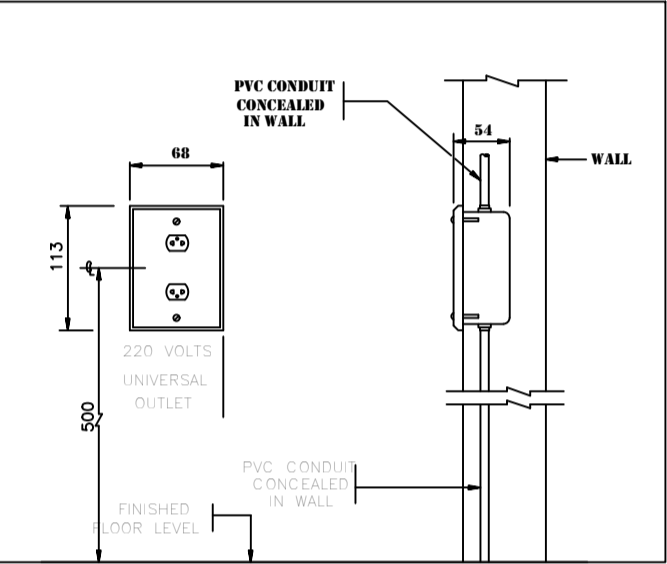 PVC CONDUIT
CONCEALED
IN WALL
54
WALL
68
113
220 VOLTS
UNIVERSAL
OUTLET
500
PVC CONDUIT
CONCEALED
IN WALL
FINISHED
FLOOR LEVEL